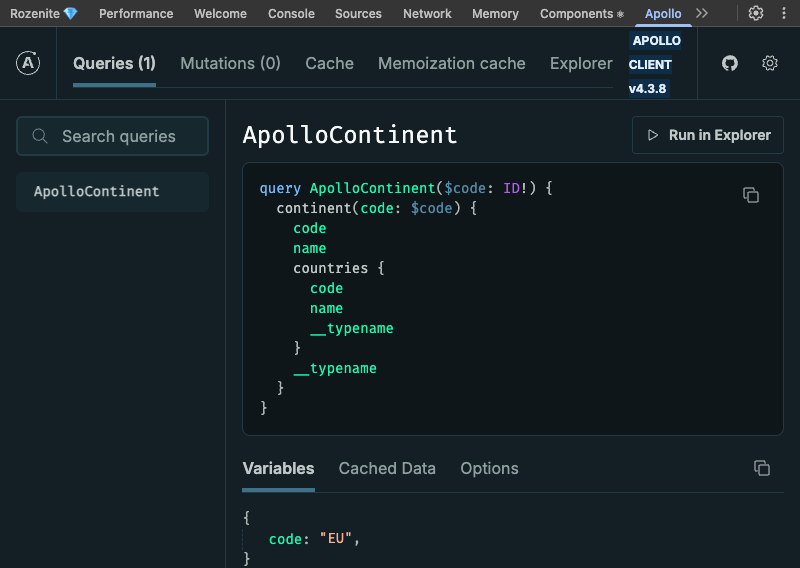 Rozenite 💎 Performance Welcome Console Sources Network Memory Components ⚛ Apollo
Queries (1) Mutations (0) Cache Memoization cache Explorer
APOLLO
CLIENT
v4.3.8
Search queries
ApolloContinent
ApolloContinent
Run in Explorer
query ApolloContinent($code: ID!) {
  continent(code: $code) {
    code
    name
    countries {
      code
      name
      __typename
    }
    __typename
  }
}
Variables Cached Data Options
{
  code: "EU",
}